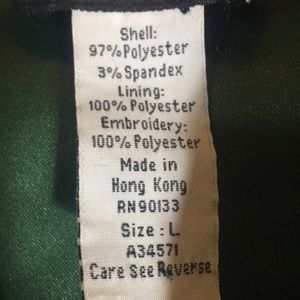 Shell:
97% Polyester
3% Spandex
Lining:
100% Polyester
Embroidery:
100% Polyester
Made in
Hong Kong
RN90133
Size : L
A34571
Care See Reverse